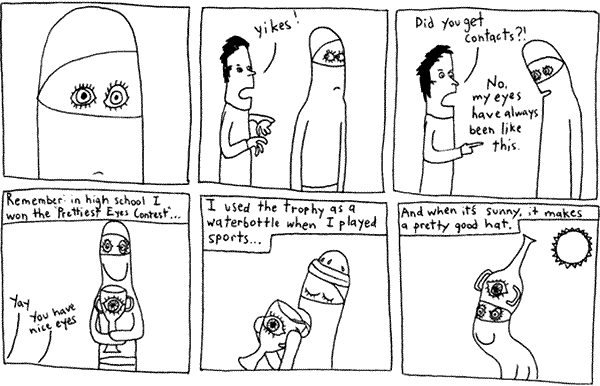 yikes!
Did you get
contacts?!
No,
my eyes
have always
been like
this.
Remember: in high school I
won the "Prettiest Eyes Contest"...
Yay
You have
nice eyes
I used the trophy as a
waterbottle when I played
sports...
And when it's sunny, it makes
a pretty good hat.